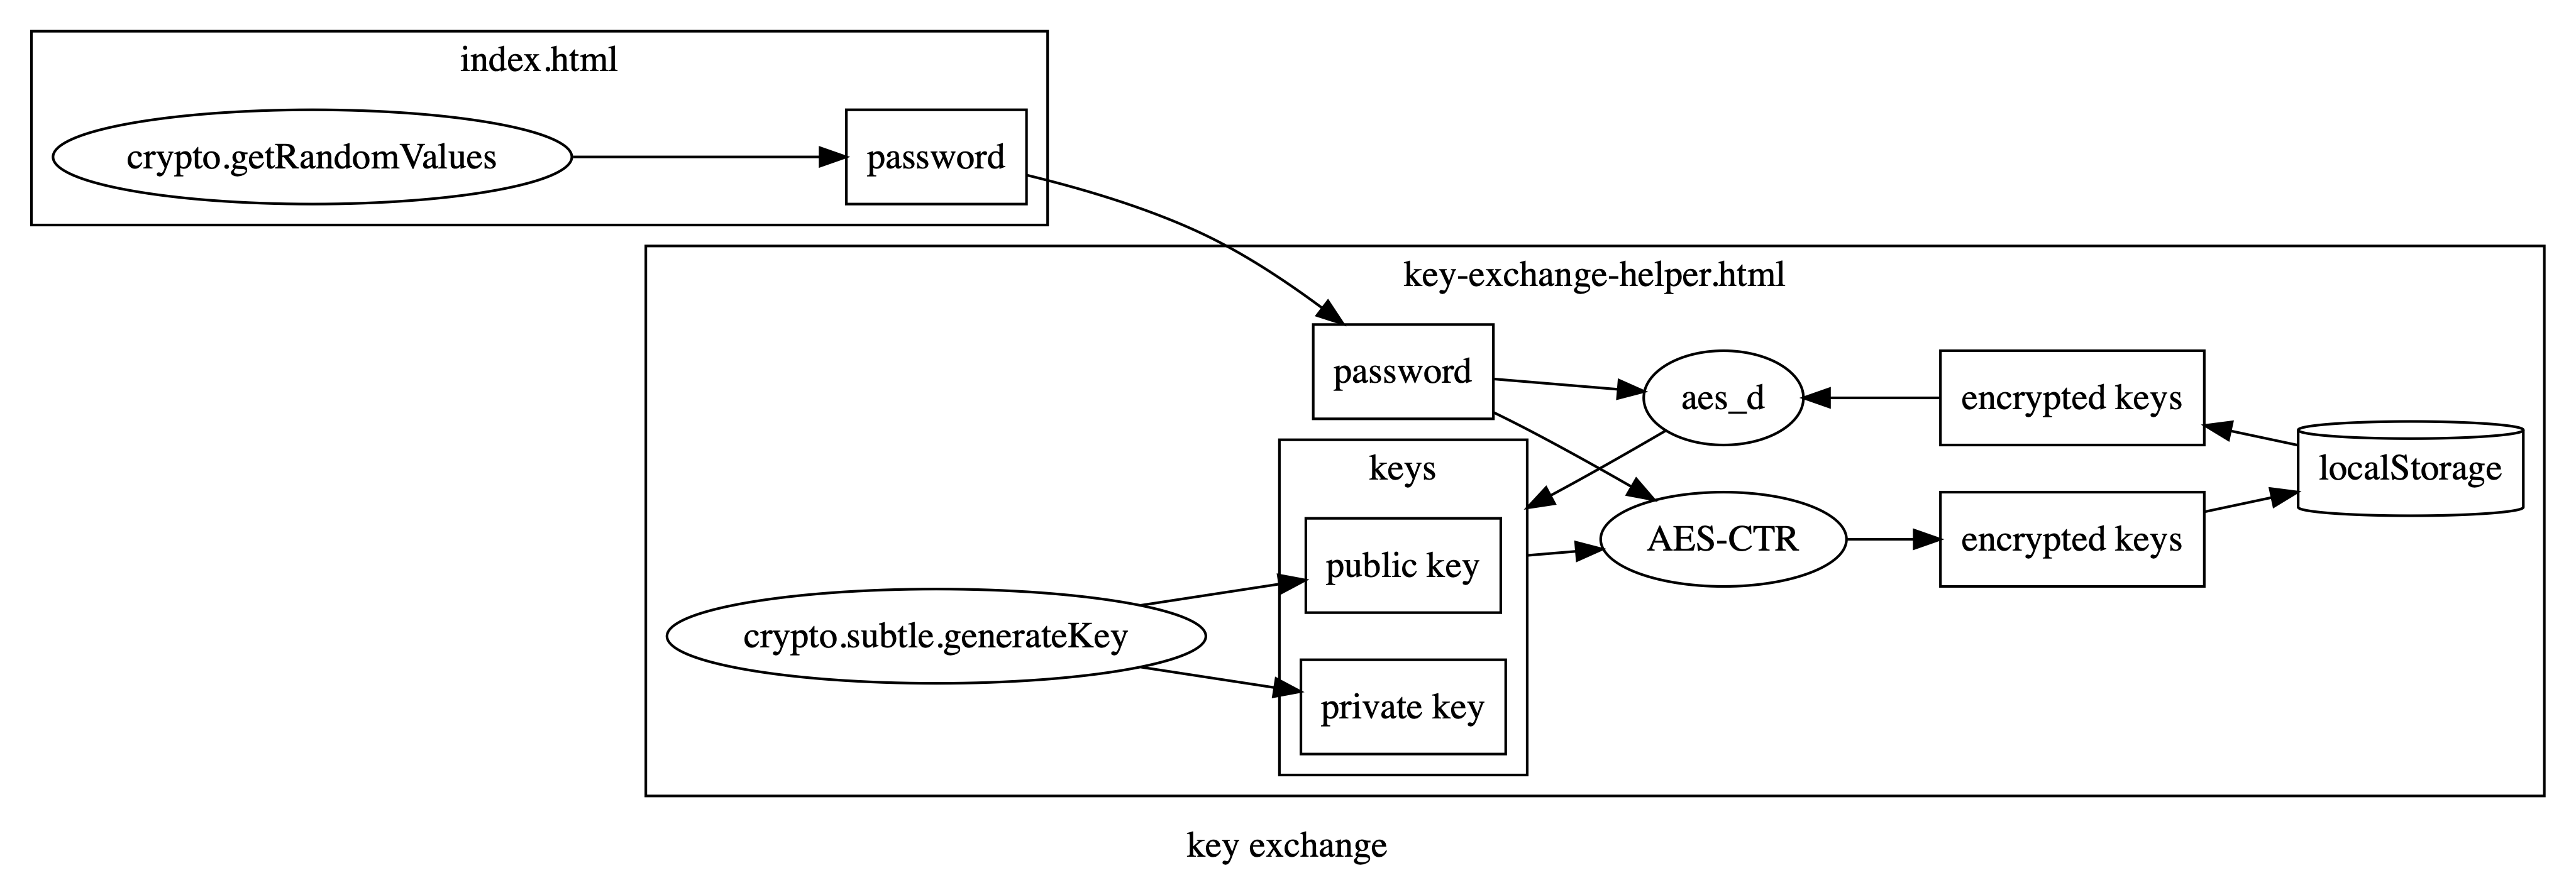 index.html
crypto.getRandomValues
password
key-exchange-helper.html
password
aes_d
encrypted keys
localStorage
keys
public key
AES-CTR
encrypted keys
crypto.subtle.generateKey
private key
key exchange